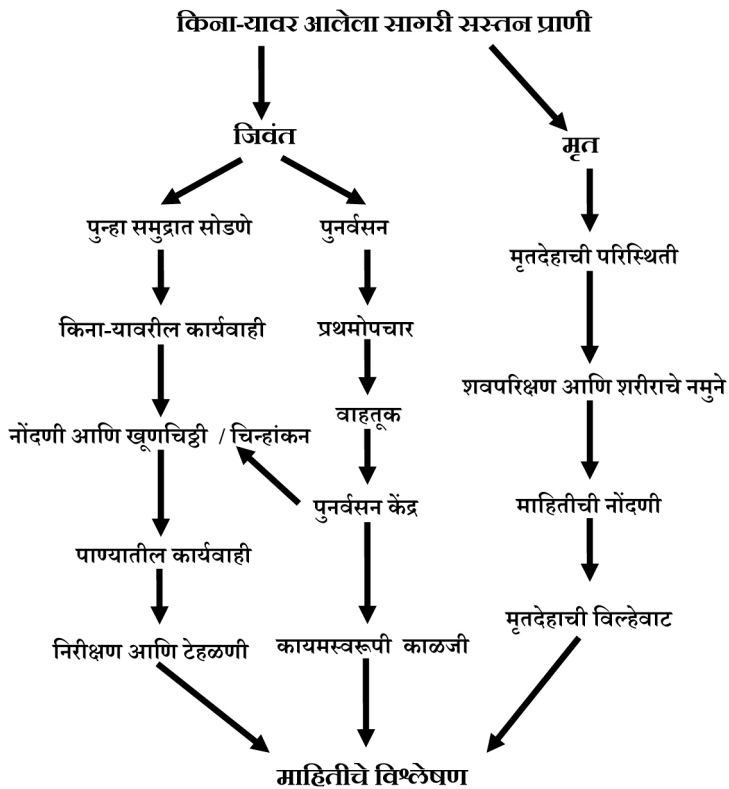 किना-यावर आलेला सागरी सस्तन प्राणी
जिवंत
मृत
पुन्हा समुद्रात सोडणे
पुनर्वसन
मृतदेहाची परिस्थिती
किना-यावरील कार्यवाही
प्रथमोपचार
शवपरिक्षण आणि शरीराचे नमुने
नोंदणी आणि खूणचिठ्ठी / चिन्हांकन
वाहतूक
पुनर्वसन केंद्र
माहितीची नोंदणी
पाण्यातील कार्यवाही
मृतदेहाची विल्हेवाट
निरीक्षण आणि टेहळणी
कायमस्वरूपी काळजी
माहितीचे विश्लेषण